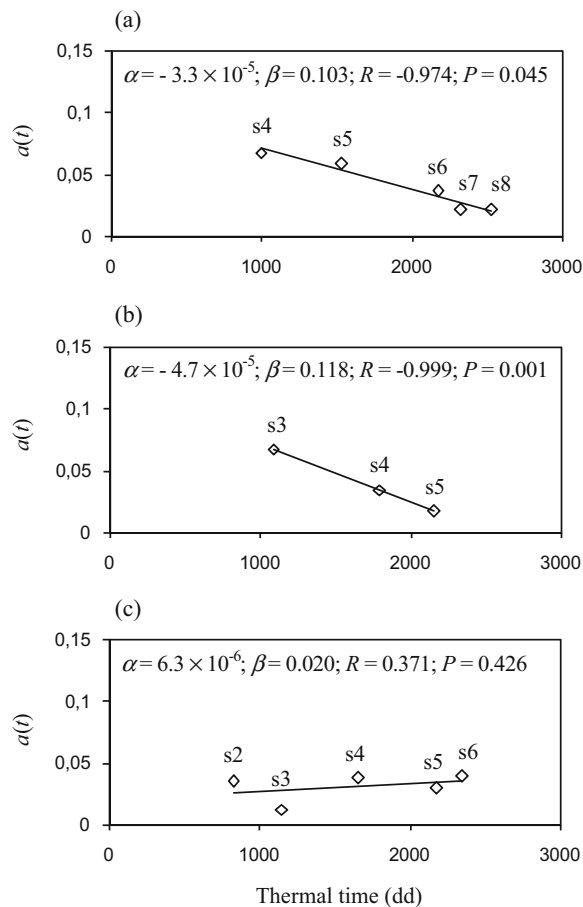 (a)
0,15
α = - 3.3 × 10⁻⁵; β = 0.103; R = -0.974; P = 0.045
0,1
s4
s5
a(t)
s6
0,05
s7
s8
0
0
1000
2000
3000
(b)
0,15
α = - 4.7 × 10⁻⁵; β = 0.118; R = -0.999; P = 0.001
0,1
s3
a(t)
0,05
s4
s5
0
0
1000
2000
3000
(c)
0,15
α = 6.3 × 10⁻⁶; β = 0.020; R = 0.371; P = 0.426
0,1
a(t)
0,05
s2
s3
s4
s5
s6
0
0
1000
2000
3000
Thermal time (dd)